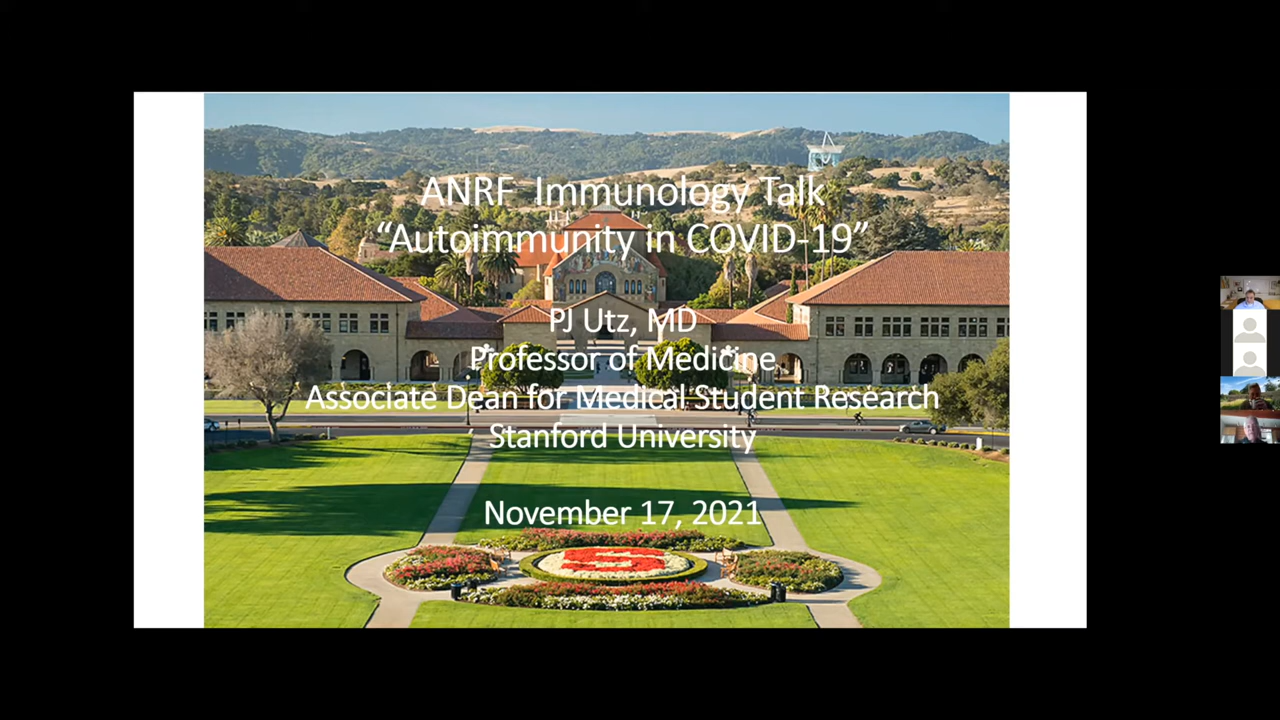 ANRF Immunology Talk
“Autoimmunity in COVID-19”
PJ Utz, MD
Professor of Medicine
Associate Dean for Medical Student Research
Stanford University
November 17, 2021
S